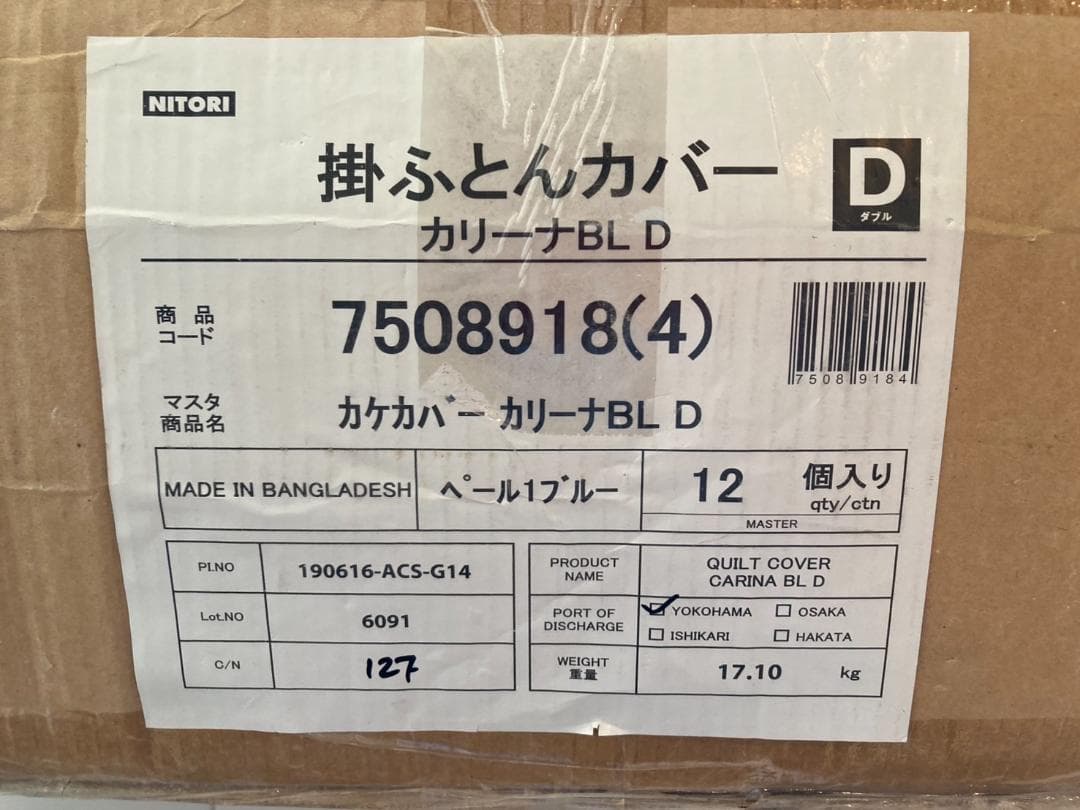 NITORI
掛ふとんカバー
D
ダブル
カリーナBL D
商品
コード
7508918(4)
75089184
マスタ
商品名
カケカバー カリーナBL D
MADE IN BANGLADESH
ペール1ブルー
12
個入り
qty/ctn
MASTER
PI.NO
190616-ACS-G14
Lot.NO
6091
C/N
127
PRODUCT
NAME
QUILT COVER
CARINA BL D
PORT OF
DISCHARGE
YOKOHAMA
OSAKA
ISHIKARI
HAKATA
WEIGHT
重量
17.10
kg